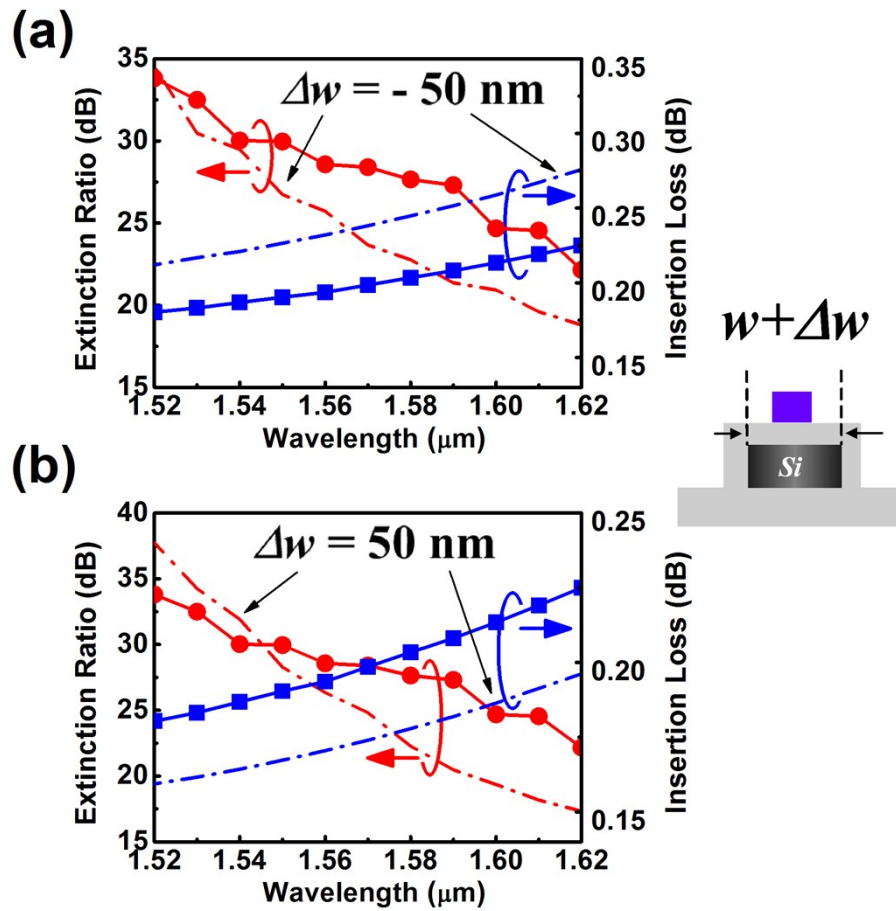 (a)
35
30
25
20
15
Extinction Ratio (dB)
Δw = - 50 nm
0.35
0.30
0.25
0.20
0.15
Insertion Loss (dB)
1.52 1.54 1.56 1.58 1.60 1.62
Wavelength (μm)
w+Δw
Si
(b)
40
35
30
25
20
15
Extinction Ratio (dB)
Δw = 50 nm
0.25
0.20
0.15
Insertion Loss (dB)
1.52 1.54 1.56 1.58 1.60 1.62
Wavelength (μm)